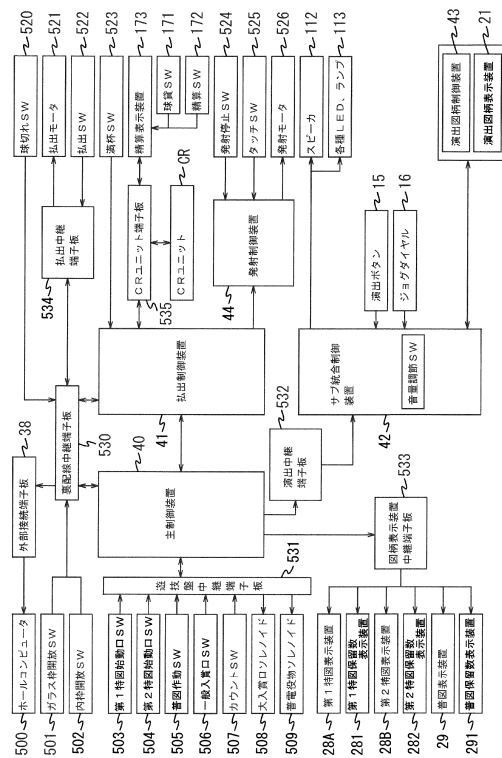 500 ホールコンピュータ
501 ガラス枠開放SW
502 内枠開放SW
38 外部接続端子板
530 裏配線中継端子板
534 払出中継端子板
520 球切れSW
521 払出モータ
522 払出SW
523 満杯SW
173 精算表示装置
171 球貸SW
172 精算SW
535 CRユニット端子板
CR CRユニット
524 発射停止SW
525 タッチSW
526 発射モータ
44 発射制御装置
41 払出制御装置
40 主制御装置
531 遊技盤中継端子板
503 第1特図始動口SW
504 第2特図始動口SW
505 普図作動SW
506 一般入賞口SW
507 カウントSW
508 大入賞口ソレノイド
509 普電役物ソレノイド
532 演出中継端子板
112 スピーカ
113 各種LED、ランプ
15 演出ボタン
16 ジョグダイヤル
42 サブ統合制御装置
音量調節SW
43 演出図柄制御装置
21 演出図柄表示装置
533 図柄表示装置中継端子板
28A 第1特図表示装置
281 第1特図保留数表示装置
28B 第2特図表示装置
282 第2特図保留数表示装置
29 普図表示装置
291 普図保留数表示装置